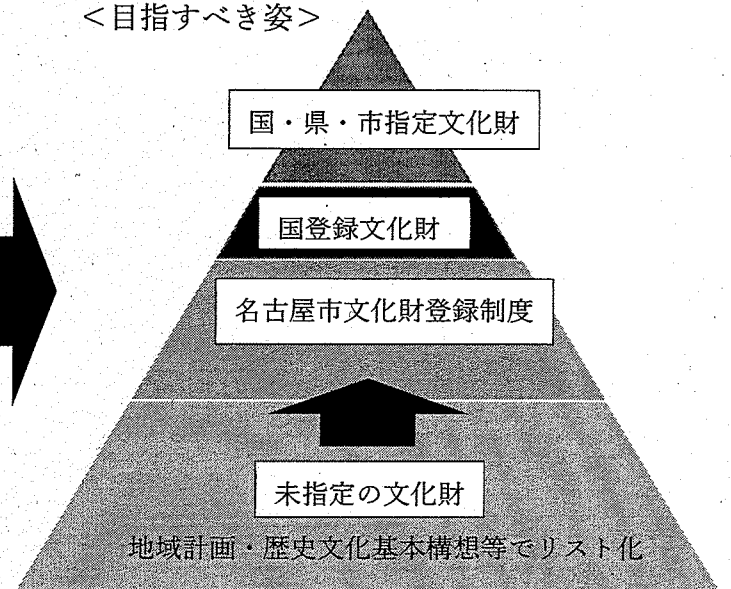 ＜目指すべき姿＞
国・県・市指定文化財
国登録文化財
名古屋市文化財登録制度
未指定の文化財
地域計画・歴史文化基本構想等でリスト化